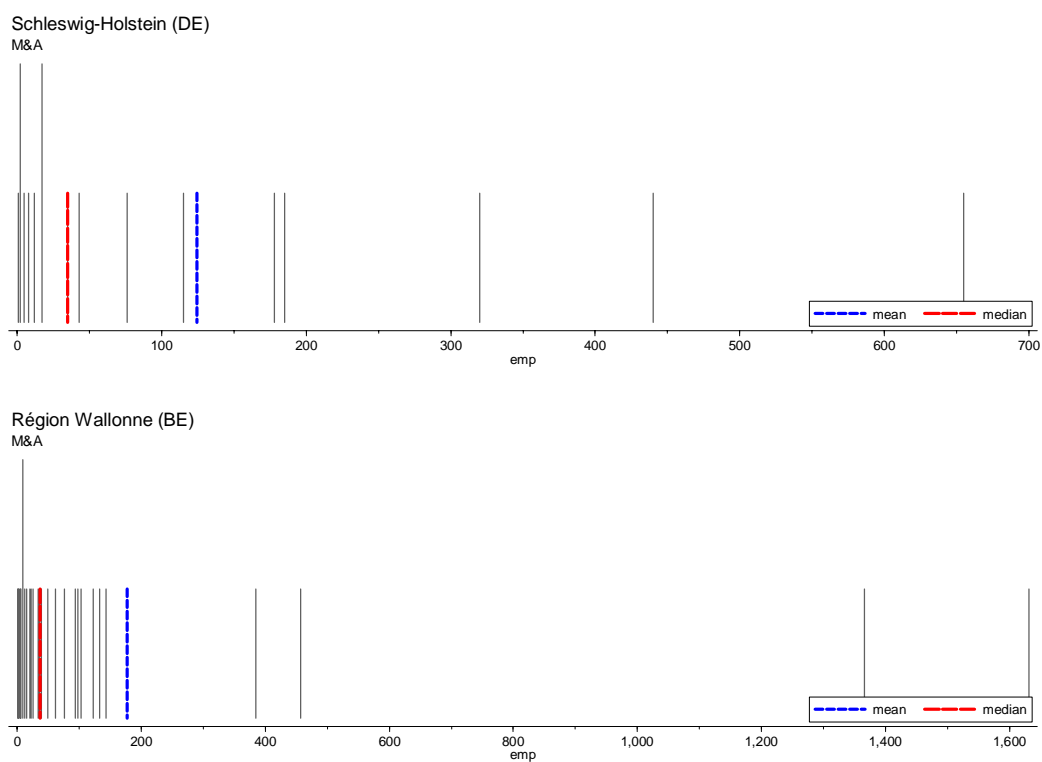 Schleswig-Holstein (DE)
M&A
mean median
0 100 200 300 400 500 600 700
emp
Région Wallonne (BE)
M&A
mean median
0 200 400 600 800 1,000 1,200 1,400 1,600
emp